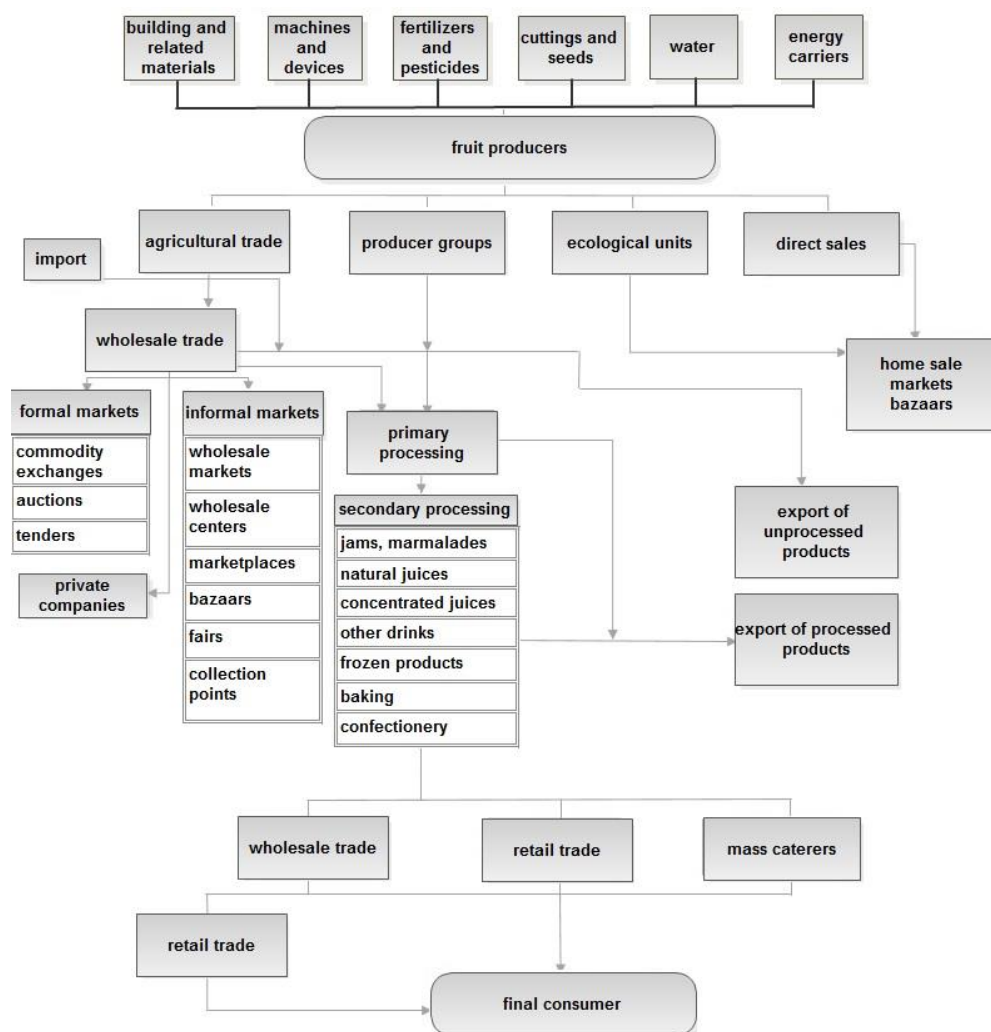 building and
related
materials
machines
and
devices
fertilizers
and
pesticides
cuttings and
seeds
water
energy
carriers
fruit producers
agricultural trade
producer groups
ecological units
direct sales
import
wholesale trade
home sale
markets
bazaars
formal markets
commodity
exchanges
auctions
tenders
private
companies
informal markets
wholesale
markets
wholesale
centers
marketplaces
bazaars
fairs
collection
points
primary
processing
secondary processing
jams, marmalades
natural juices
concentrated juices
other drinks
frozen products
baking
confectionery
export of
unprocessed
products
export of processed
products
wholesale trade
retail trade
mass caterers
retail trade
final consumer